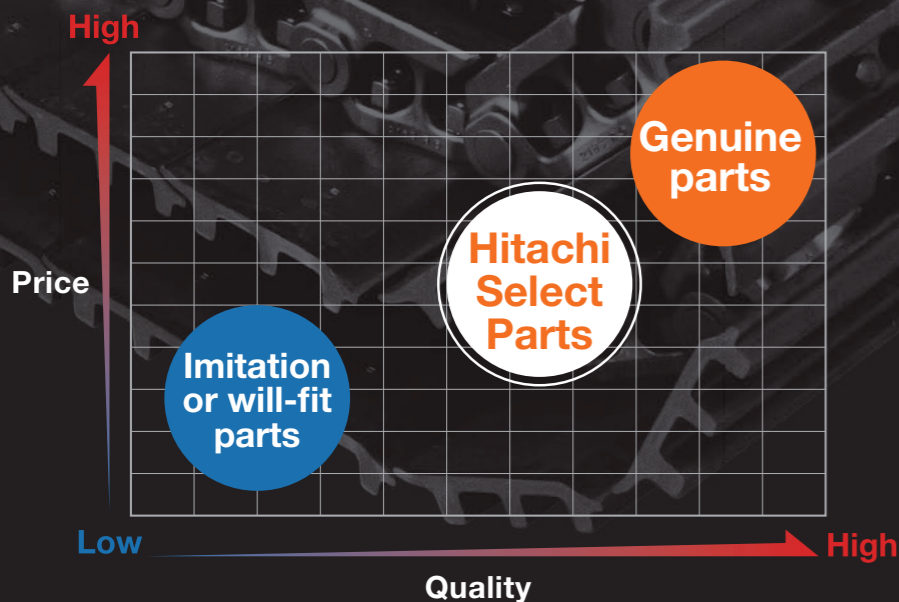 High
Genuine
parts
Hitachi
Select
Parts
Price
Imitation
or will-fit
parts
Low
High
Quality